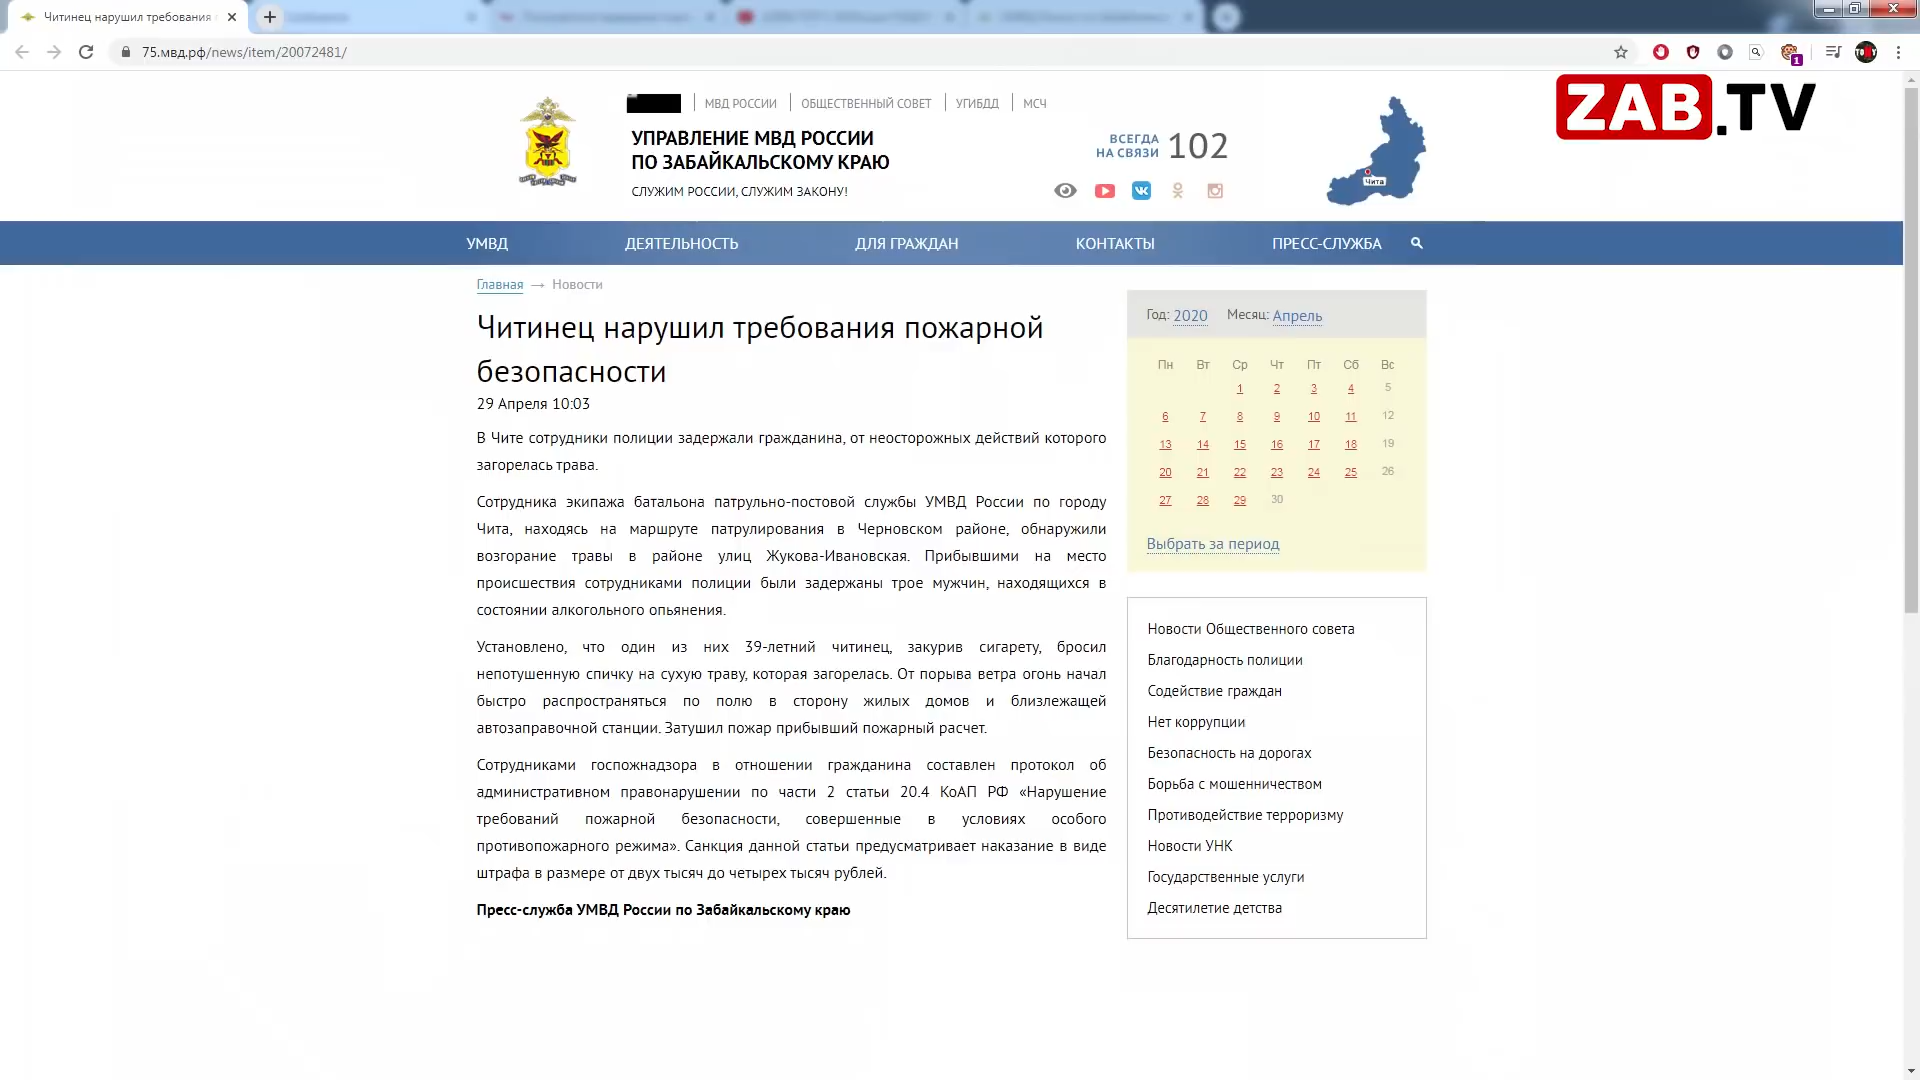 Читинец нарушил требования
75.мвд.рф/news/item/20072481/
1
ZAB.TV
МВД РОССИИ
ОБЩЕСТВЕННЫЙ СОВЕТ
УГИБДД
МСЧ
УПРАВЛЕНИЕ МВД РОССИИ
ПО ЗАБАЙКАЛЬСКОМУ КРАЮ
СЛУЖИМ РОССИИ, СЛУЖИМ ЗАКОНУ!
ВСЕГДА
НА СВЯЗИ
102
Чита
УМВД
ДЕЯТЕЛЬНОСТЬ
ДЛЯ ГРАЖДАН
КОНТАКТЫ
ПРЕСС-СЛУЖБА
Главная → Новости
Читинец нарушил требования пожарной
безопасности
29 Апреля 10:03
В Чите сотрудники полиции задержали гражданина, от неосторожных действий которого
загорелась трава.
Сотрудника экипажа батальона патрульно-постовой службы УМВД России по городу
Чита, находясь на маршруте патрулирования в Черновском районе, обнаружили
возгорание травы в районе улиц Жукова-Ивановская. Прибывшими на место
происшествия сотрудниками полиции были задержаны трое мужчин, находящихся в
состоянии алкогольного опьянения.
Установлено, что один из них 39-летний читинец, закурив сигарету, бросил
непотушенную спичку на сухую траву, которая загорелась. От порыва ветра огонь начал
быстро распространяться по полю в сторону жилых домов и близлежащей
автозаправочной станции. Затушил пожар прибывший пожарный расчет.
Сотрудниками госпожнадзора в отношении гражданина составлен протокол об
административном правонарушении по части 2 статьи 20.4 КоАП РФ «Нарушение
требований пожарной безопасности, совершенные в условиях особого
противопожарного режима». Санкция данной статьи предусматривает наказание в виде
штрафа в размере от двух тысяч до четырех тысяч рублей.
Пресс-служба УМВД России по Забайкальскому краю
Год: 2020 Месяц: Апрель
Пн Вт Ср Чт Пт Сб Вс
1 2 3 4 5
6 7 8 9 10 11 12
13 14 15 16 17 18 19
20 21 22 23 24 25 26
27 28 29 30
Выбрать за период
Новости Общественного совета
Благодарность полиции
Содействие граждан
Нет коррупции
Безопасность на дорогах
Борьба с мошенничеством
Противодействие терроризму
Новости УНК
Государственные услуги
Десятилетие детства